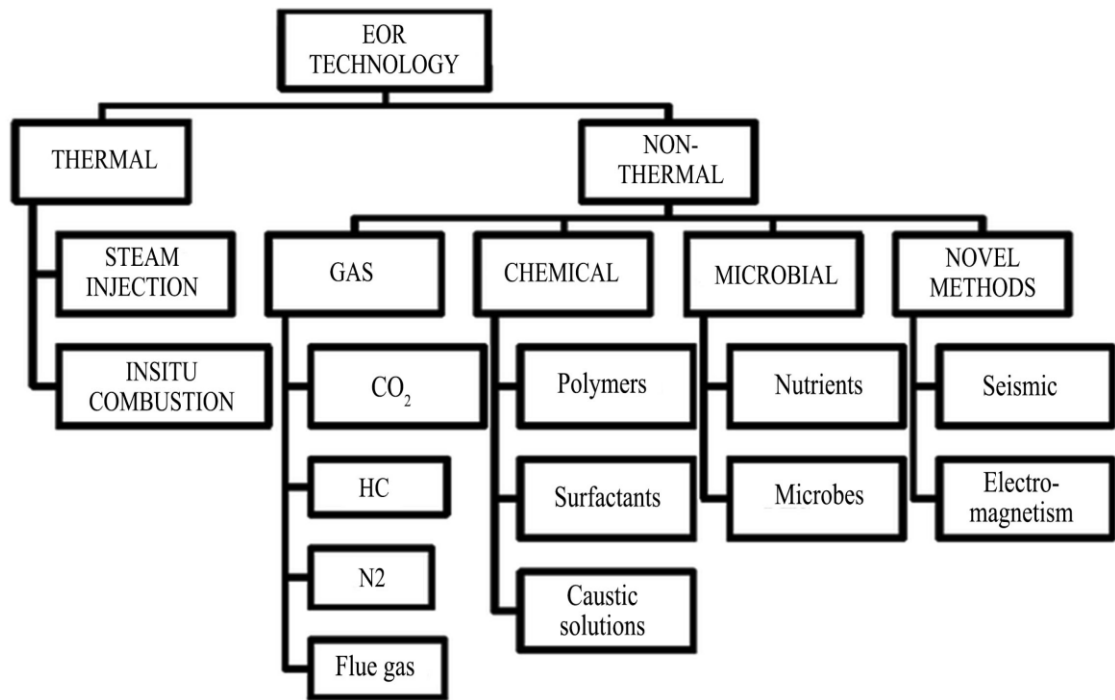 EOR
TECHNOLOGY
THERMAL
NON-
THERMAL
STEAM
INJECTION
GAS
CHEMICAL
MICROBIAL
NOVEL
METHODS
INSITU
COMBUSTION
CO₂
Polymers
Nutrients
Seismic
HC
Surfactants
Microbes
Electro-
magnetism
N2
Caustic
solutions
Flue gas